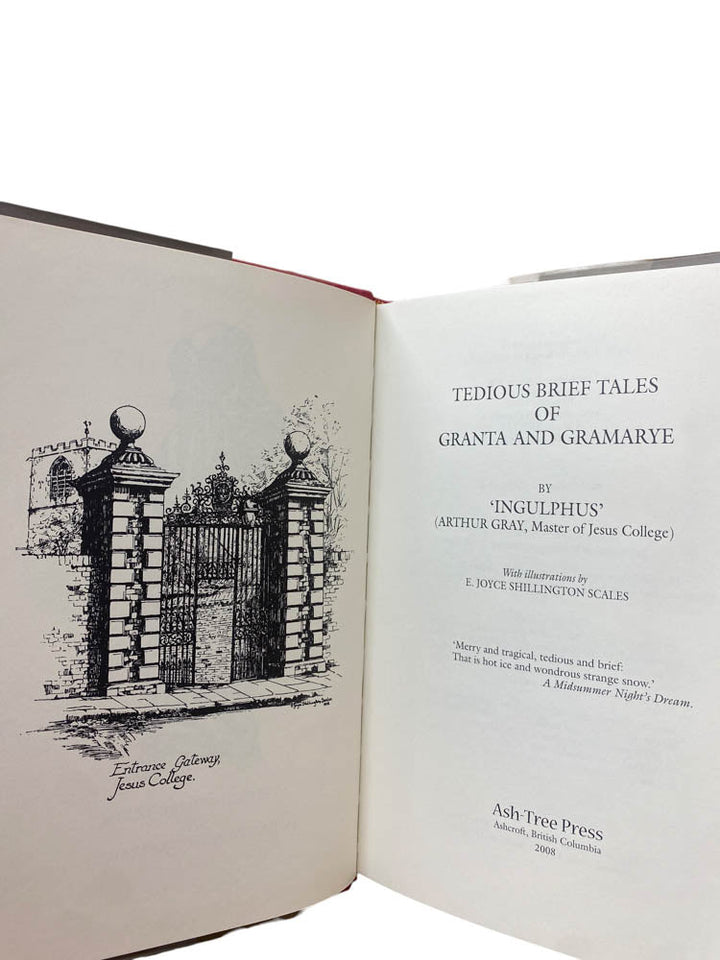 Entrance Gateway,
Jesus College.
TEDIOUS BRIEF TALES
OF
GRANTA AND GRAMARYE
BY
‘INGULPHUS’
(ARTHUR GRAY, Master of Jesus College)
With illustrations by
E. JOYCE SHILLINGTON SCALES
‘Merry and tragical, tedious and brief:
That is hot ice and wondrous strange snow.’
A Midsummer Night’s Dream.
Ash-Tree Press
Ashcroft, British Columbia
2008